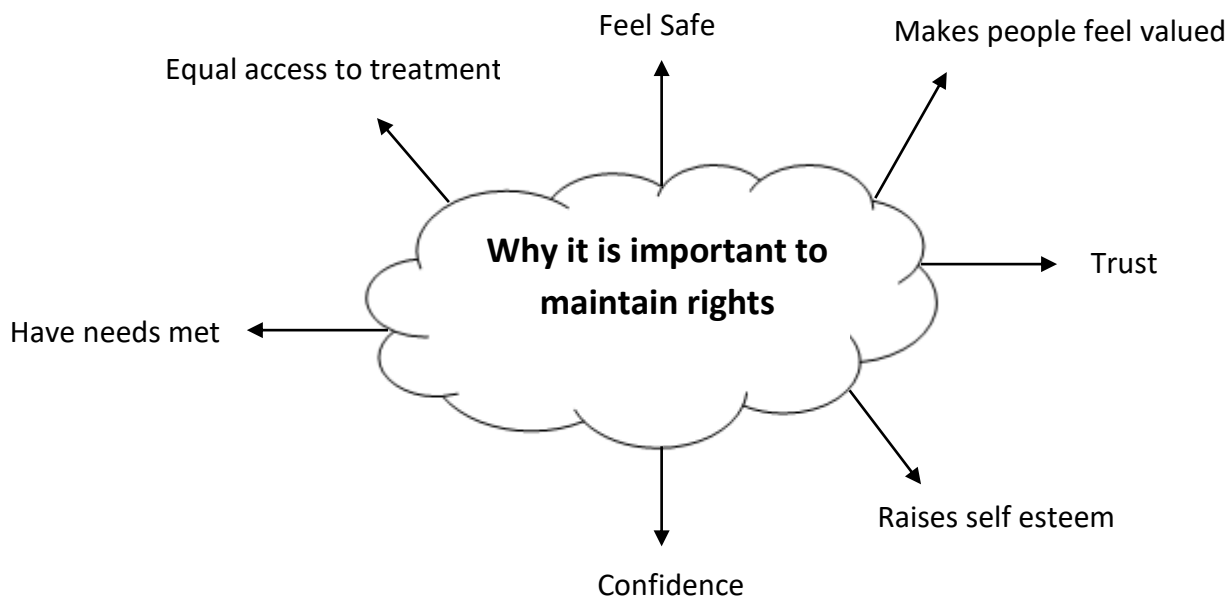 Feel Safe
Makes people feel valued
Equal access to treatment
Why it is important to
maintain rights
Trust
Have needs met
Raises self esteem
Confidence